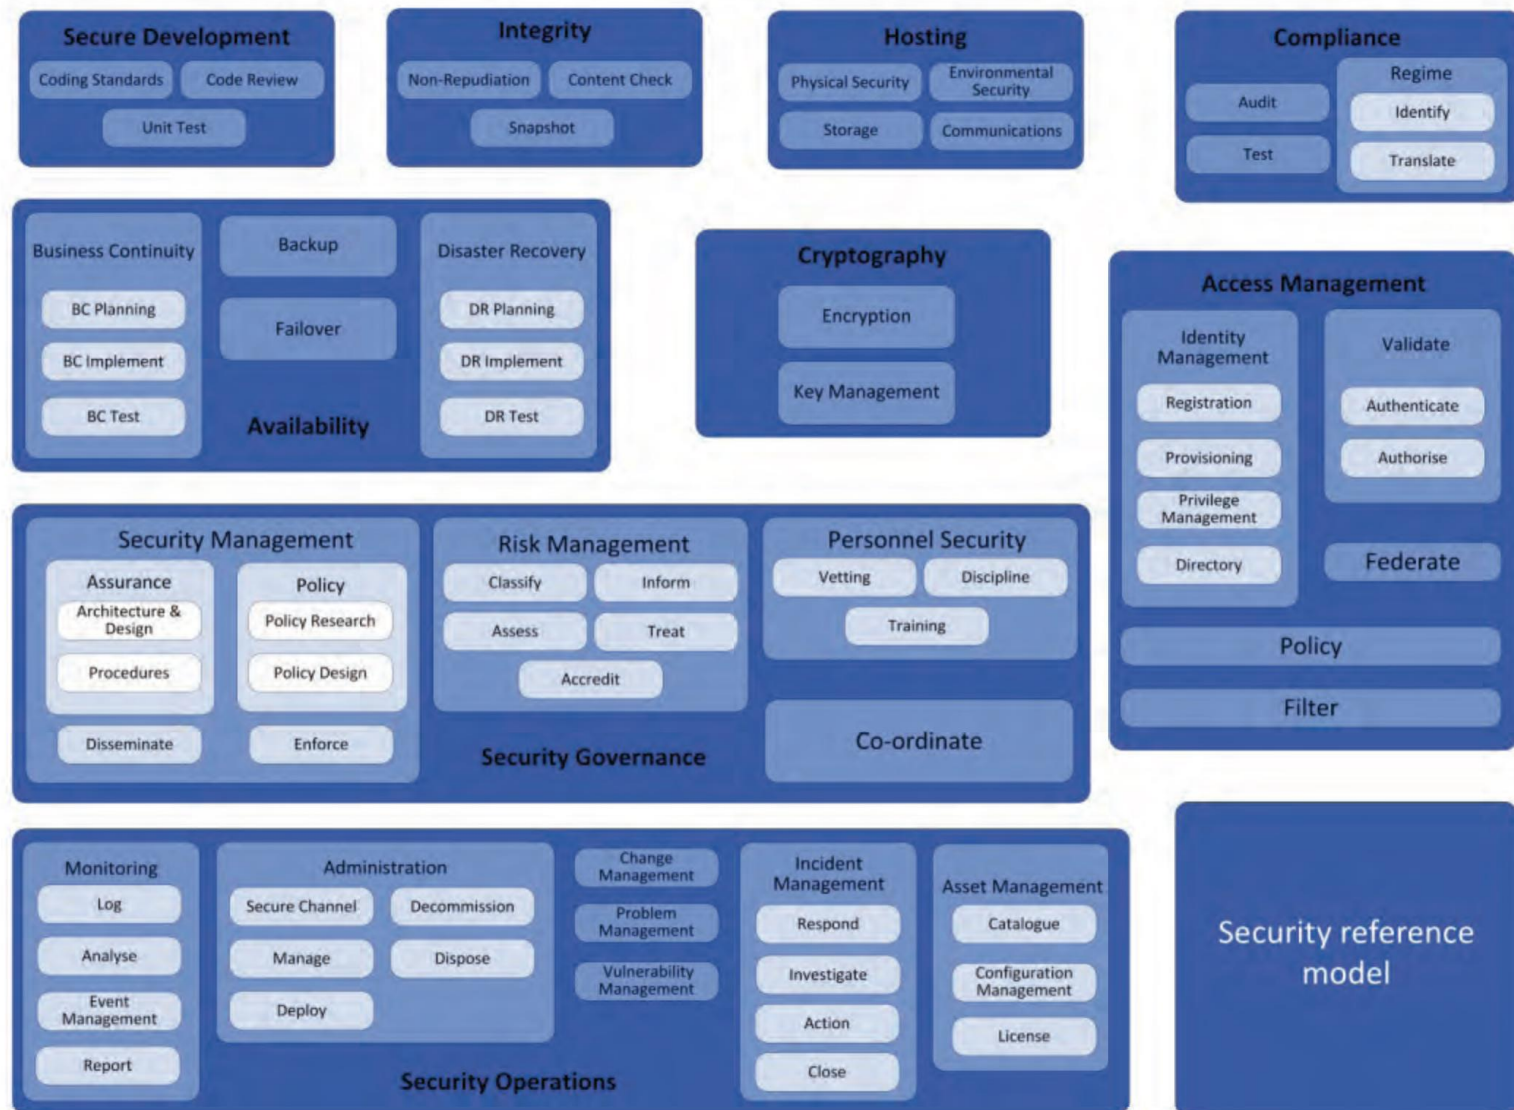 Secure Development
Coding Standards
Code Review
Unit Test
Integrity
Non-Repudiation
Content Check
Snapshot
Hosting
Physical Security
Environmental
Security
Storage
Communications
Compliance
Audit
Test
Regime
Identify
Translate
Business Continuity
BC Planning
BC Implement
BC Test
Backup
Failover
Availability
Disaster Recovery
DR Planning
DR Implement
DR Test
Cryptography
Encryption
Key Management
Access Management
Identity
Management
Registration
Provisioning
Privilege
Management
Directory
Validate
Authenticate
Authorise
Federate
Policy
Filter
Security Management
Assurance
Architecture &
Design
Procedures
Disseminate
Policy
Policy Research
Policy Design
Enforce
Risk Management
Classify
Inform
Assess
Treat
Accredit
Security Governance
Personnel Security
Vetting
Discipline
Training
Co-ordinate
Monitoring
Log
Analyse
Event
Management
Report
Administration
Secure Channel
Decommission
Manage
Dispose
Deploy
Change
Management
Problem
Management
Vulnerability
Management
Security Operations
Incident
Management
Respond
Investigate
Action
Close
Asset Management
Catalogue
Configuration
Management
License
Security reference
model